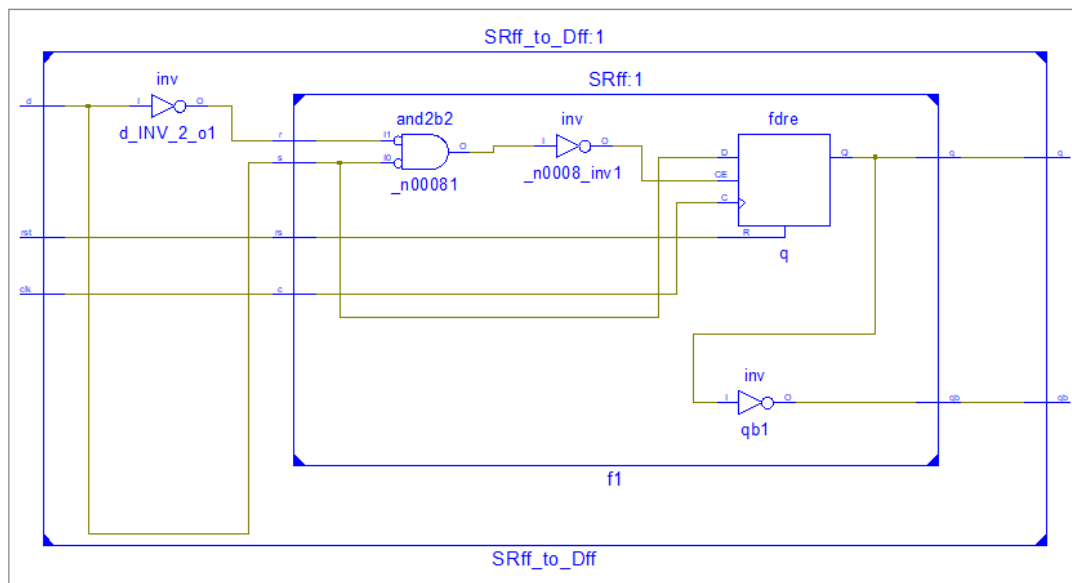 SRff_to_Dff:1
inv
SRff:1
d
I
O
d_INV_2_o1
and2b2
inv
fdre
r
I1
s
I0
O
_n00081
I
O
_n0008_inv1
D
CE
C
Q
q
q
rst
rs
R
q
clk
c
inv
I
O
qb
qb
qb1
f1
SRff_to_Dff